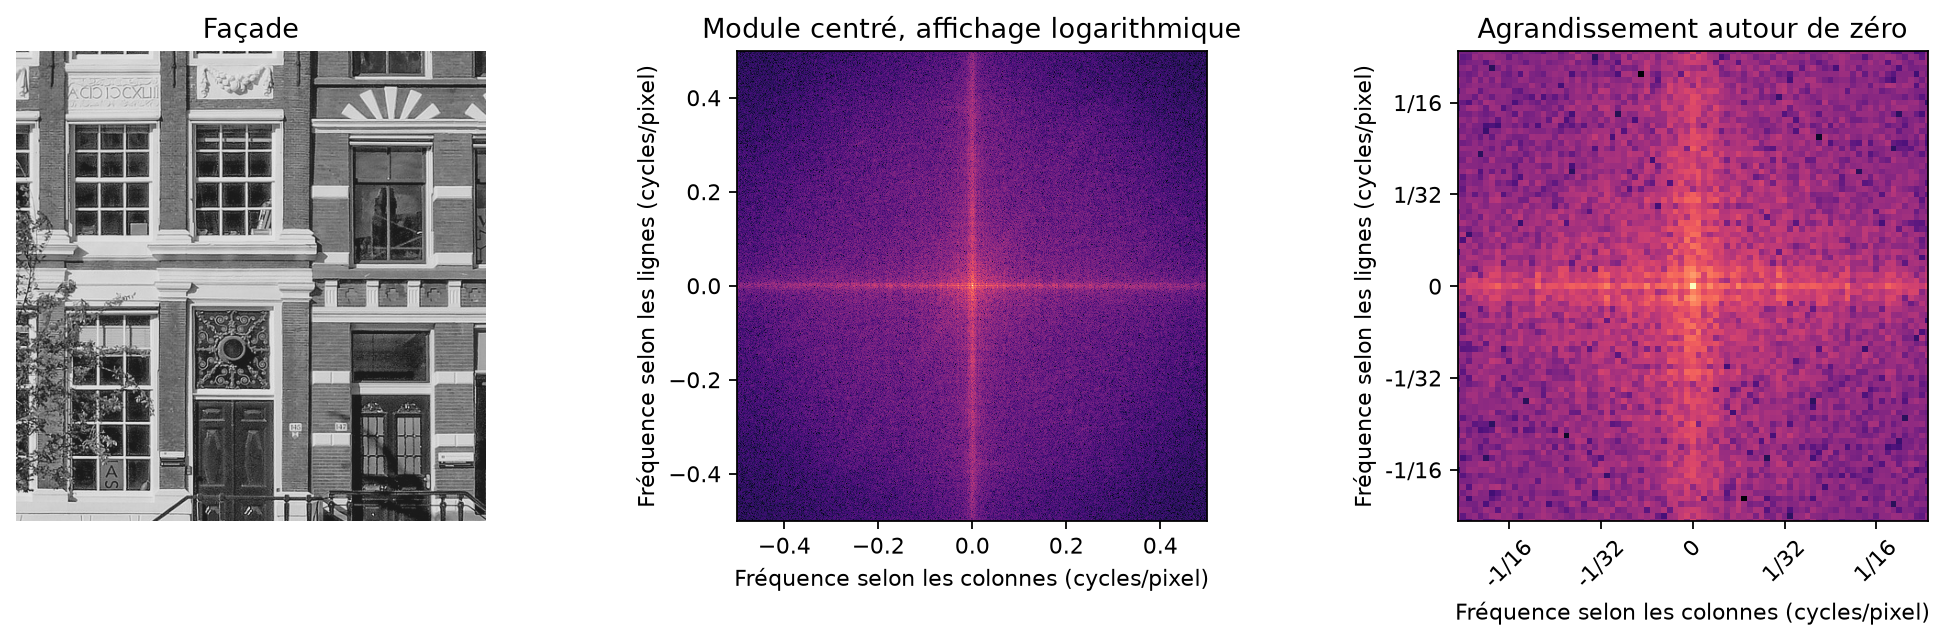 Façade
ACIƆIƆCCXLIII
145
147
A
S
Module centré, affichage logarithmique
Fréquence selon les lignes (cycles/pixel)
0.4
0.2
0.0
−0.2
−0.4
−0.4 −0.2 0.0 0.2 0.4
Fréquence selon les colonnes (cycles/pixel)
Agrandissement autour de zéro
Fréquence selon les lignes (cycles/pixel)
1/16
1/32
0
-1/32
-1/16
-1/16 -1/32 0 1/32 1/16
Fréquence selon les colonnes (cycles/pixel)